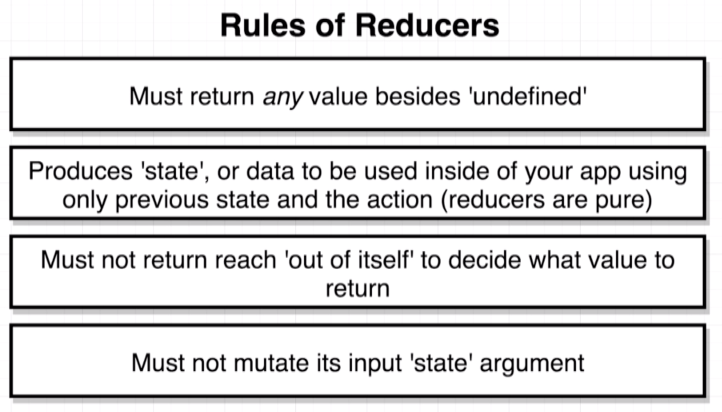 Rules of Reducers
Must return any value besides 'undefined'
Produces 'state', or data to be used inside of your app using
only previous state and the action (reducers are pure)
Must not return reach 'out of itself' to decide what value to
return
Must not mutate its input 'state' argument